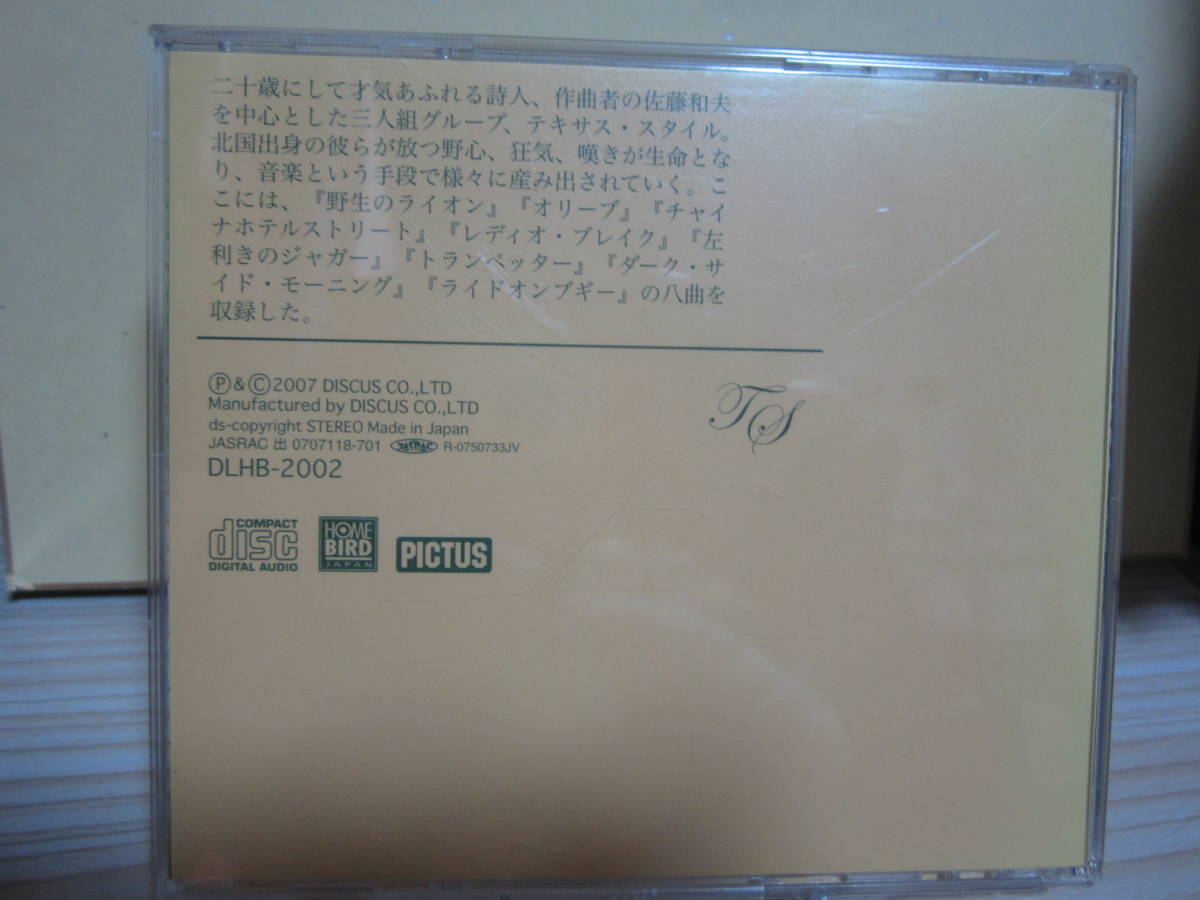 二十歳にして才気あふれる詩人、作曲者の佐藤和夫
を中心とした三人組グループ、テキサス・スタイル。
北国出身の彼らが放つ野心、狂気、嘆きが生命とな
り、音楽という手段で様々に産み出されていく。こ
こには、『野生のライオン』『オリーブ』『チャイ
ナホテルストリート』『レディオ・ブレイク』『左
利きのジャガー』『トランペッター』『ダーク・サ
イド・モーニング』『ライドオンブギー』の八曲を
収録した。
Ⓟ&Ⓒ2007 DISCUS CO.,LTD
Manufactured by DISCUS CO.,LTD
ds-copyright STEREO Made in Japan
JASRAC 出 0707118-701 JASRAC R-0750733JV
DLHB-2002
TS
COMPACT
disc
DIGITAL AUDIO
HOME
BIRD
JAPAN
PICTUS